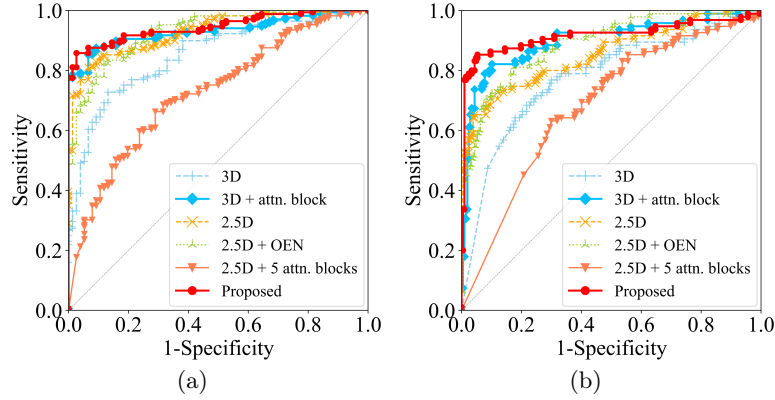 1.0
0.8
0.6
0.4
0.2
0.0
Sensitivity
3D
3D + attn. block
2.5D
2.5D + OEN
2.5D + 5 attn. blocks
Proposed
0.0 0.2 0.4 0.6 0.8 1.0
1-Specificity
(a)
1.0
0.8
0.6
0.4
0.2
0.0
Sensitivity
3D
3D + attn. block
2.5D
2.5D + OEN
2.5D + 5 attn. blocks
Proposed
0.0 0.2 0.4 0.6 0.8 1.0
1-Specificity
(b)